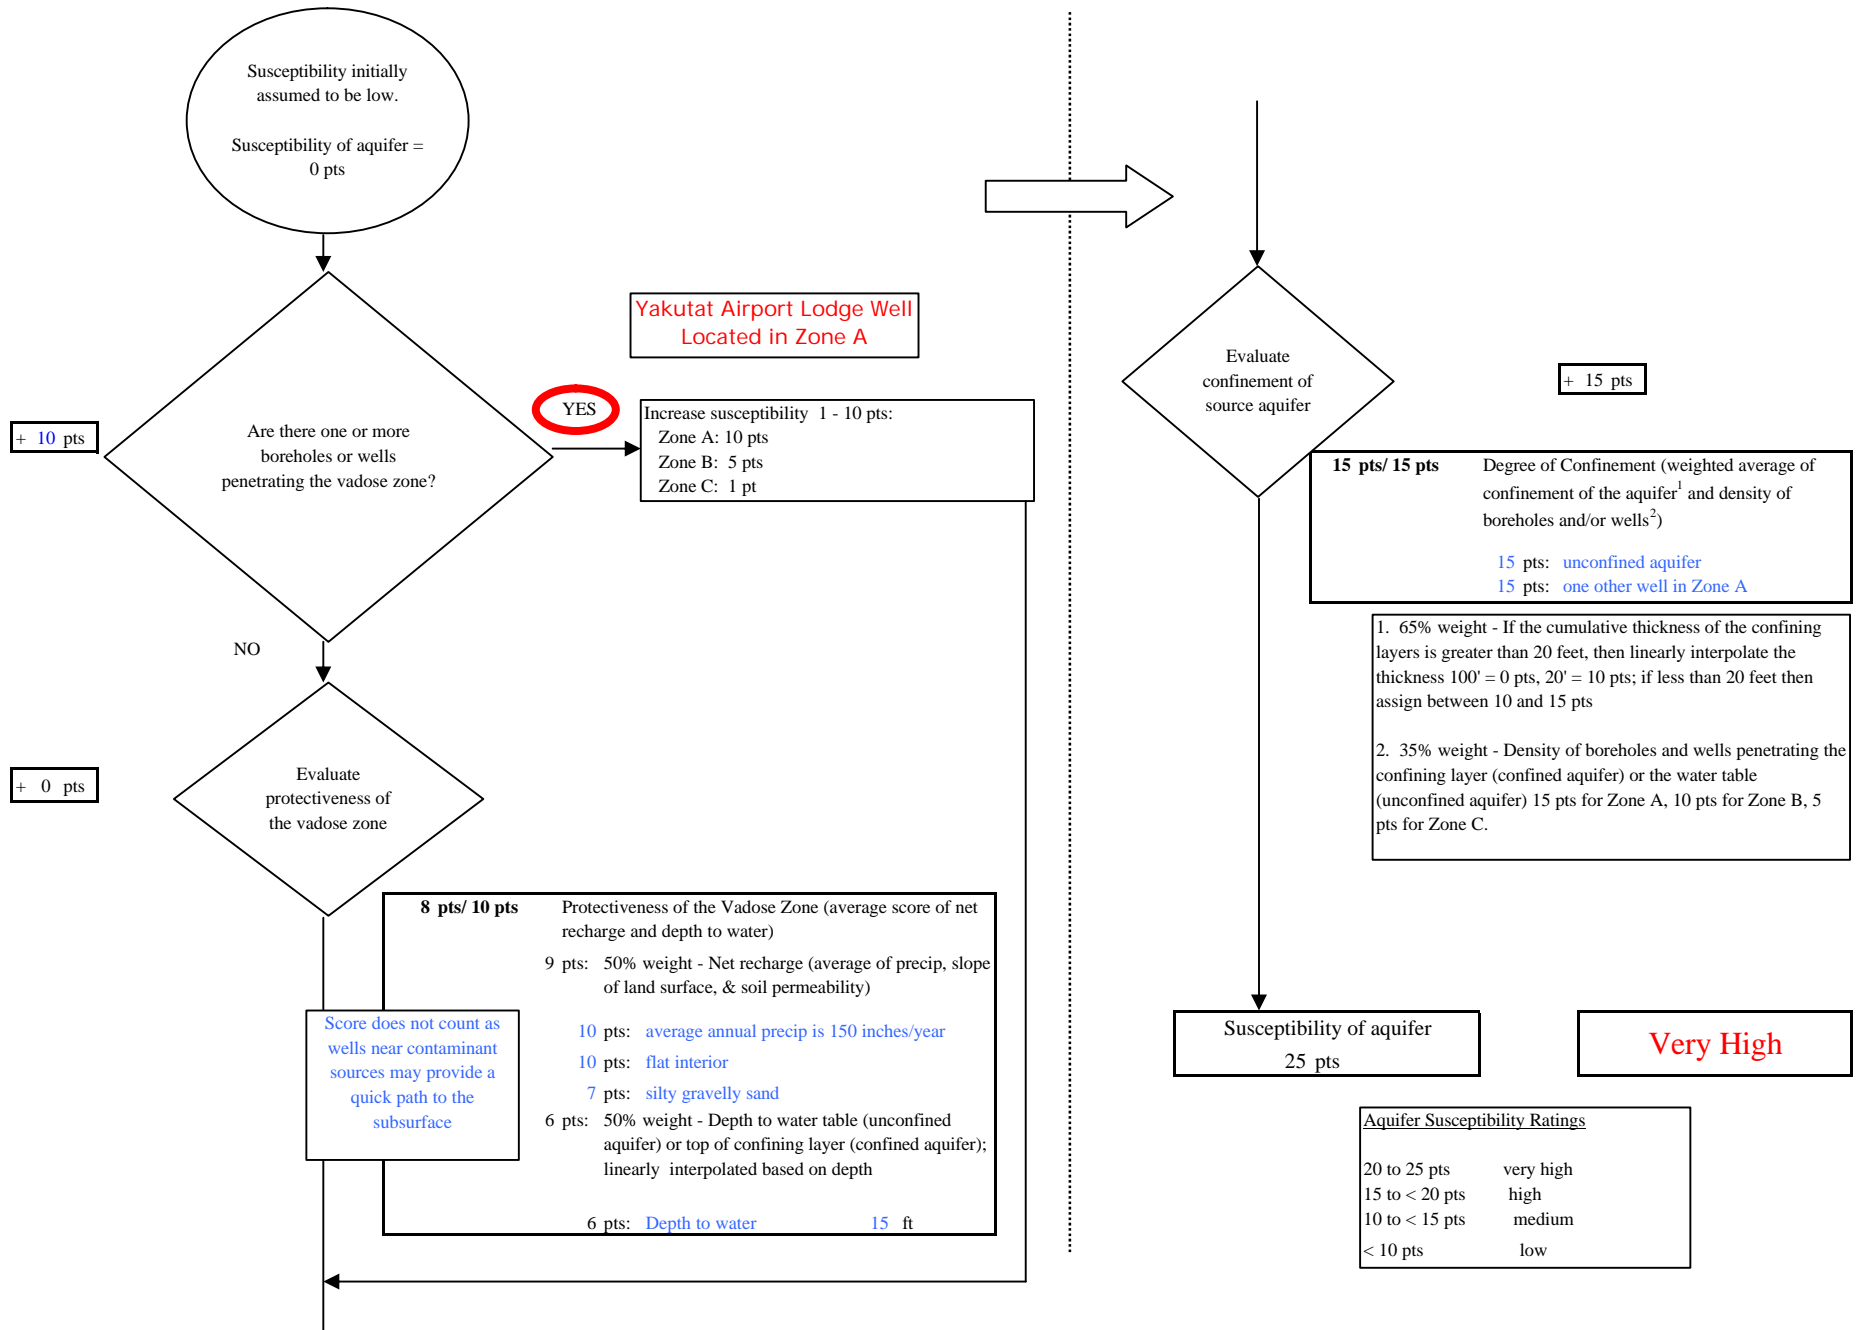 Susceptibility initially
assumed to be low.
Susceptibility of aquifer =
0 pts
Yakutat Airport Lodge Well
Located in Zone A
YES
Increase susceptibility 1 - 10 pts:
Zone A: 10 pts
Zone B: 5 pts
Zone C: 1 pt
+ 10 pts
Are there one or more
boreholes or wells
penetrating the vadose zone?
NO
+ 0 pts
Evaluate
protectiveness of
the vadose zone
8 pts/ 10 pts Protectiveness of the Vadose Zone (average score of net
recharge and depth to water)
9 pts: 50% weight - Net recharge (average of precip, slope
of land surface, & soil permeability)
10 pts: average annual precip is 150 inches/year
10 pts: flat interior
7 pts: silty gravelly sand
6 pts: 50% weight - Depth to water table (unconfined
aquifer) or top of confining layer (confined aquifer);
linearly interpolated based on depth
6 pts: Depth to water 15 ft
Score does not count as
wells near contaminant
sources may provide a
quick path to the
subsurface
Evaluate
confinement of
source aquifer
+ 15 pts
15 pts/ 15 pts Degree of Confinement (weighted average of
confinement of the aquifer1 and density of
boreholes and/or wells2)
15 pts: unconfined aquifer
15 pts: one other well in Zone A
1. 65% weight - If the cumulative thickness of the confining
layers is greater than 20 feet, then linearly interpolate the
thickness 100' = 0 pts, 20' = 10 pts; if less than 20 feet then
assign between 10 and 15 pts
2. 35% weight - Density of boreholes and wells penetrating the
confining layer (confined aquifer) or the water table
(unconfined aquifer) 15 pts for Zone A, 10 pts for Zone B, 5
pts for Zone C.
Susceptibility of aquifer
25 pts
Very High
Aquifer Susceptibility Ratings
20 to 25 pts very high
15 to < 20 pts high
10 to < 15 pts medium
< 10 pts low